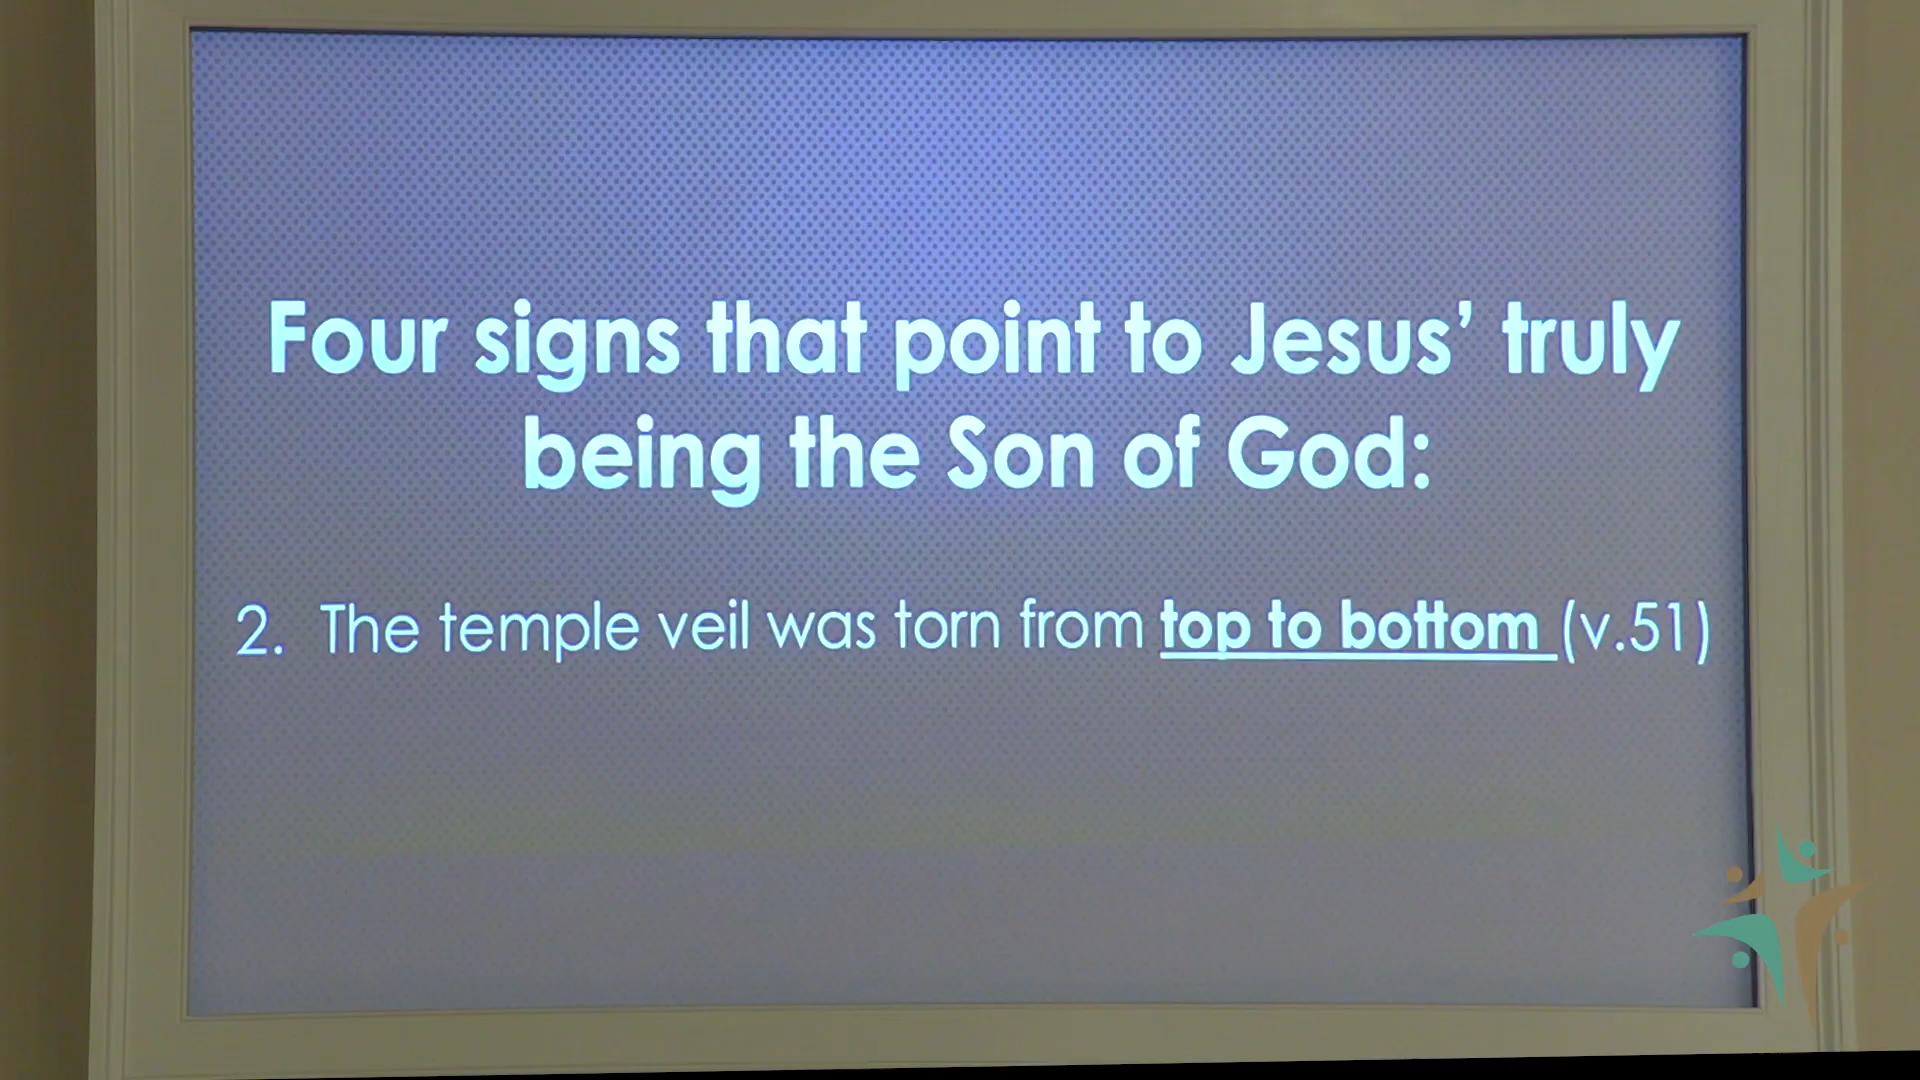 Four signs that point to Jesus’ truly
being the Son of God:
2. The temple veil was torn from top to bottom (v.51)